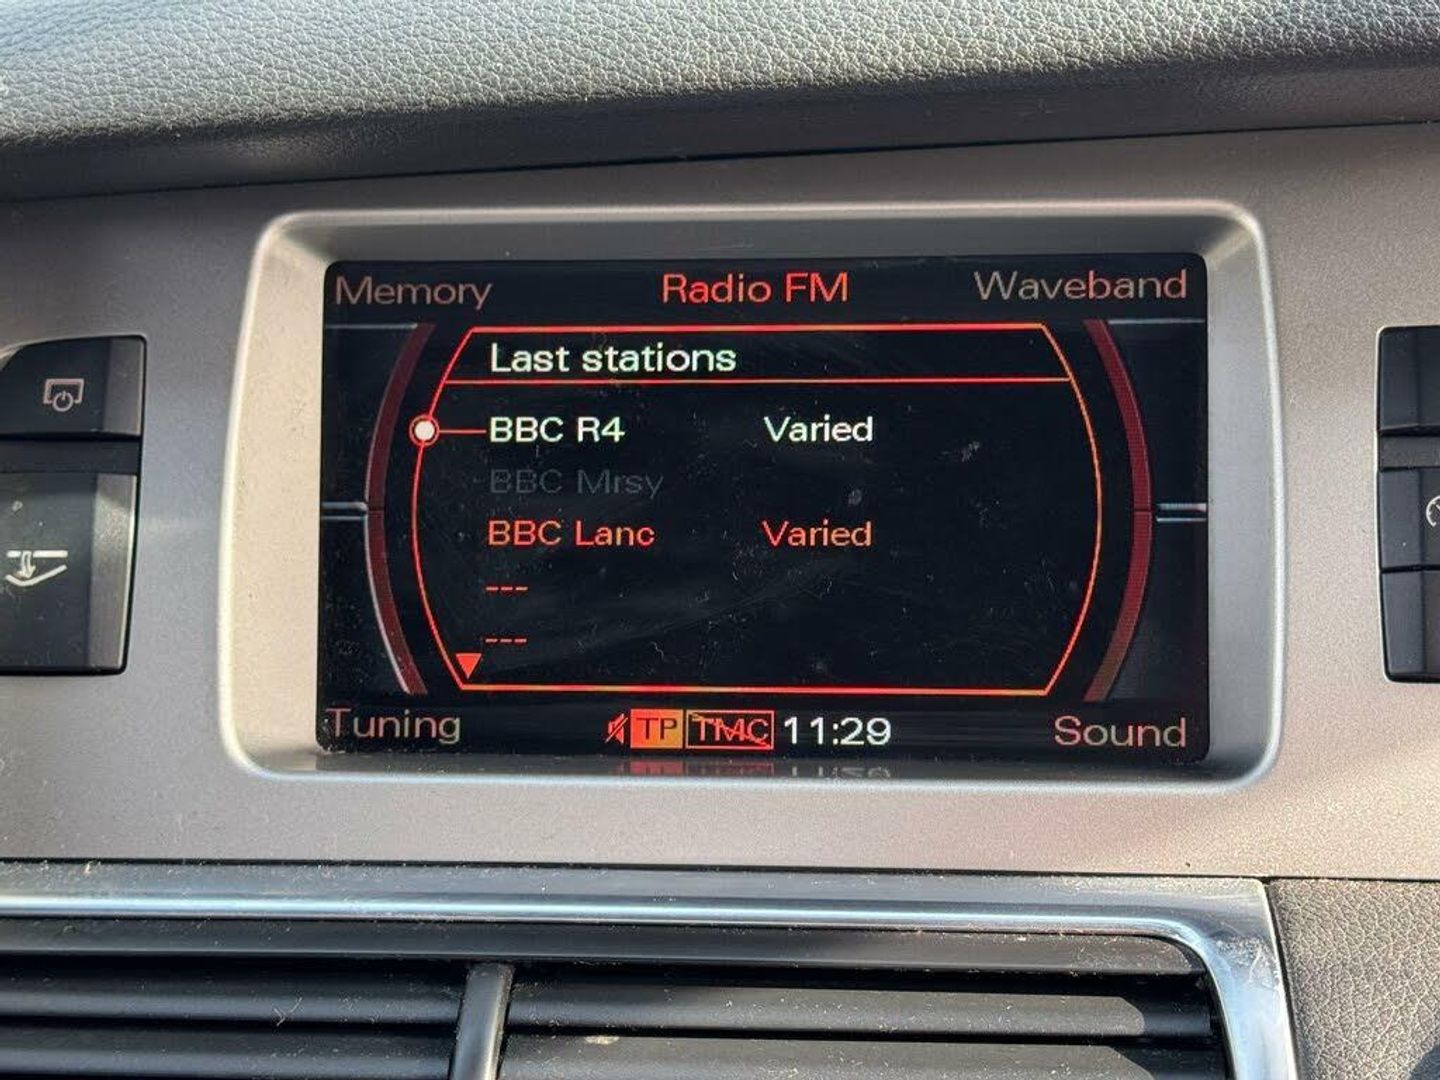 Memory Radio FM Waveband
Last stations
BBC R4 Varied
BBC Mrsy
BBC Lanc Varied
---
---
Tuning TP TMC 11:29 Sound